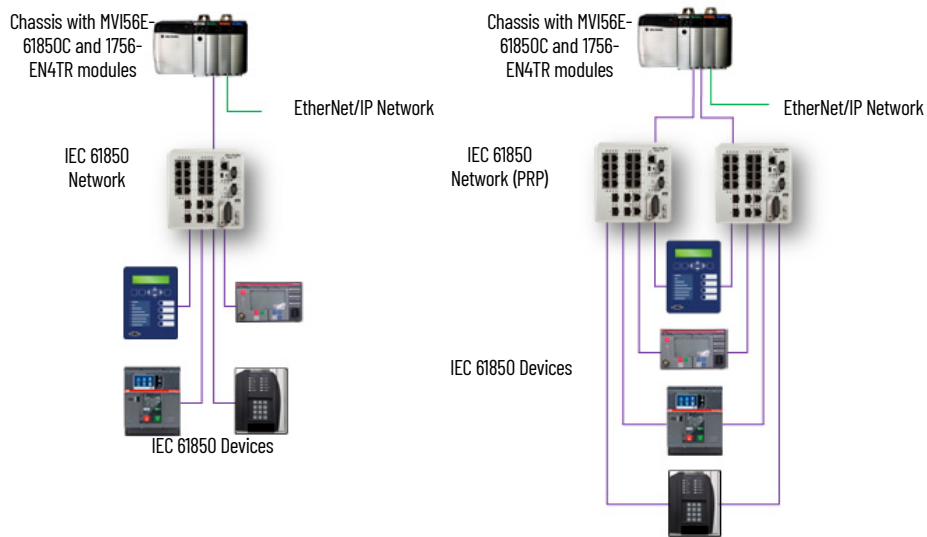 Chassis with MVI56E-
61850C and 1756-
EN4TR modules
EtherNet/IP Network
IEC 61850
Network
IEC 61850 Devices
Chassis with MVI56E-
61850C and 1756-
EN4TR modules
EtherNet/IP Network
IEC 61850
Network (PRP)
IEC 61850 Devices